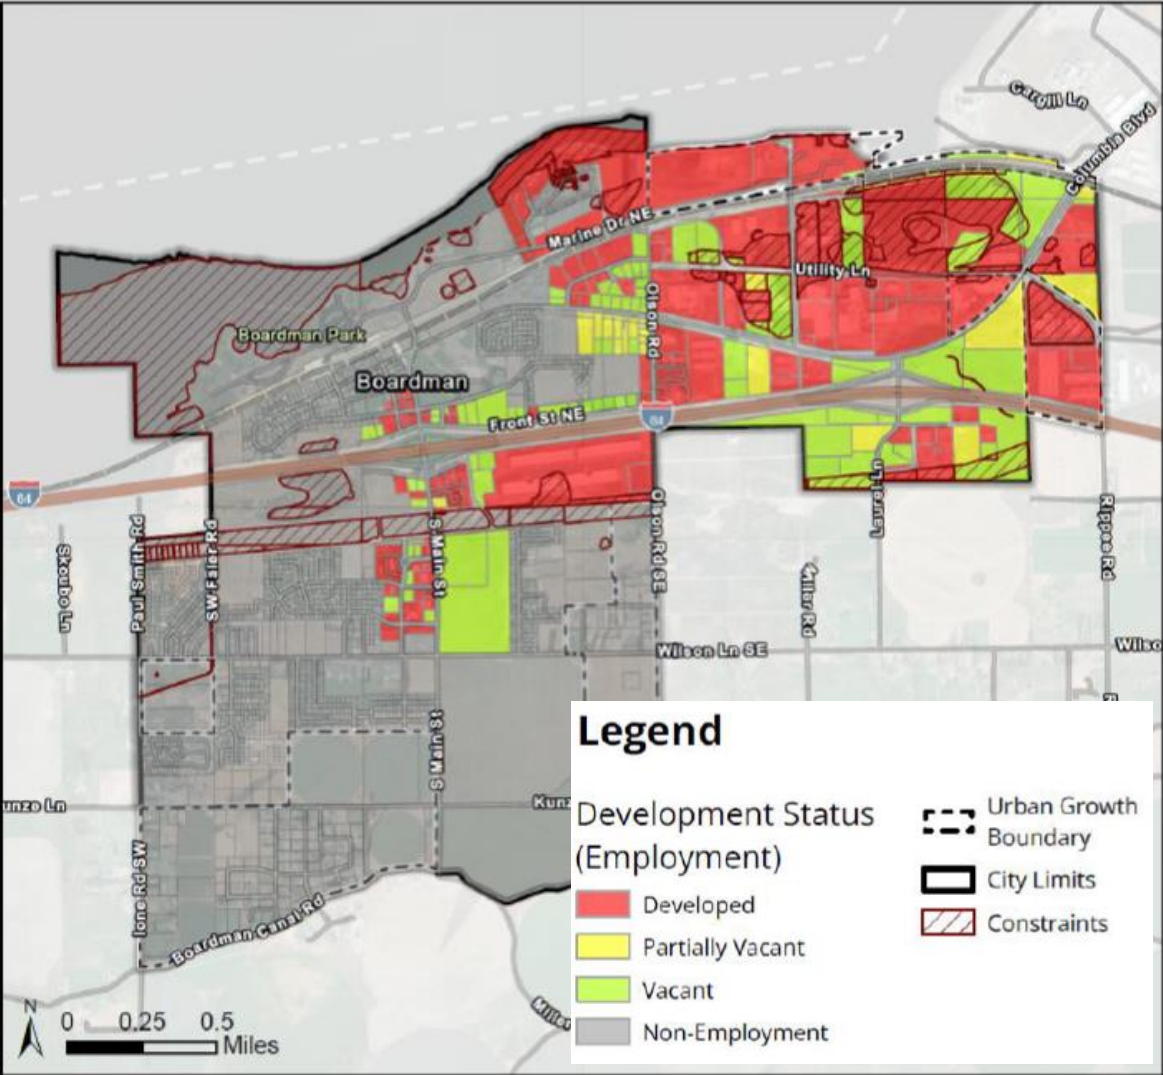 Cargill Ln
Columbia Blvd
Marine Dr NE
Utility Ln
Olson Rd
Boardman Park
Boardman
Front St NE
84
84
Paul Smith Rd
SW Faler Rd
Skoubo Ln
S Main St
Olson Rd SE
Laurel Ln
Rippee Rd
Miller Rd
Wilson Ln SE
Wilso
R
S Main St
unze Ln
Kunz
Ione Rd SW
Boardman Canal Rd
Miller
N
0 0.25 0.5
Miles
Legend
Development Status
(Employment)
Developed
Partially Vacant
Vacant
Non-Employment
Urban Growth
Boundary
City Limits
Constraints